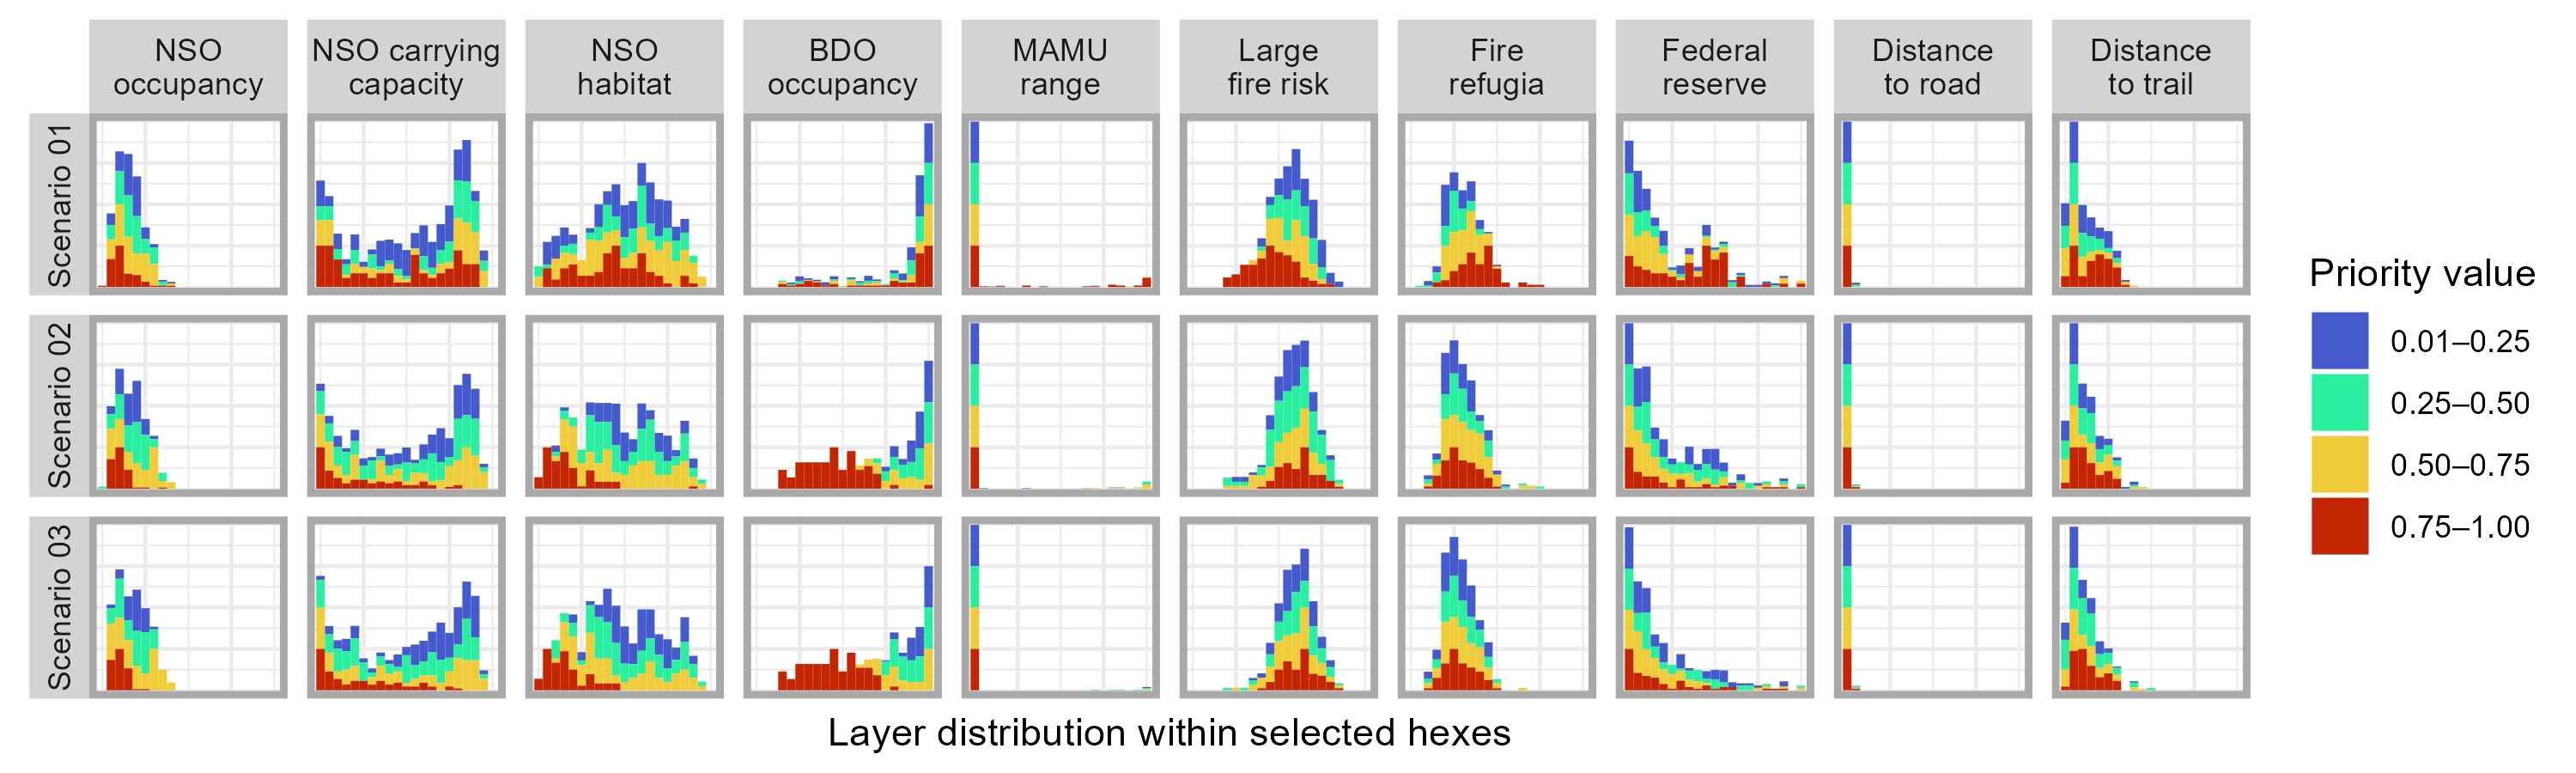 NSO
occupancy
NSO carrying
capacity
NSO
habitat
BDO
occupancy
MAMU
range
Large
fire risk
Fire
refugia
Federal
reserve
Distance
to road
Distance
to trail
Scenario 01
Scenario 02
Scenario 03
Layer distribution within selected hexes
Priority value
0.01–0.25
0.25–0.50
0.50–0.75
0.75–1.00